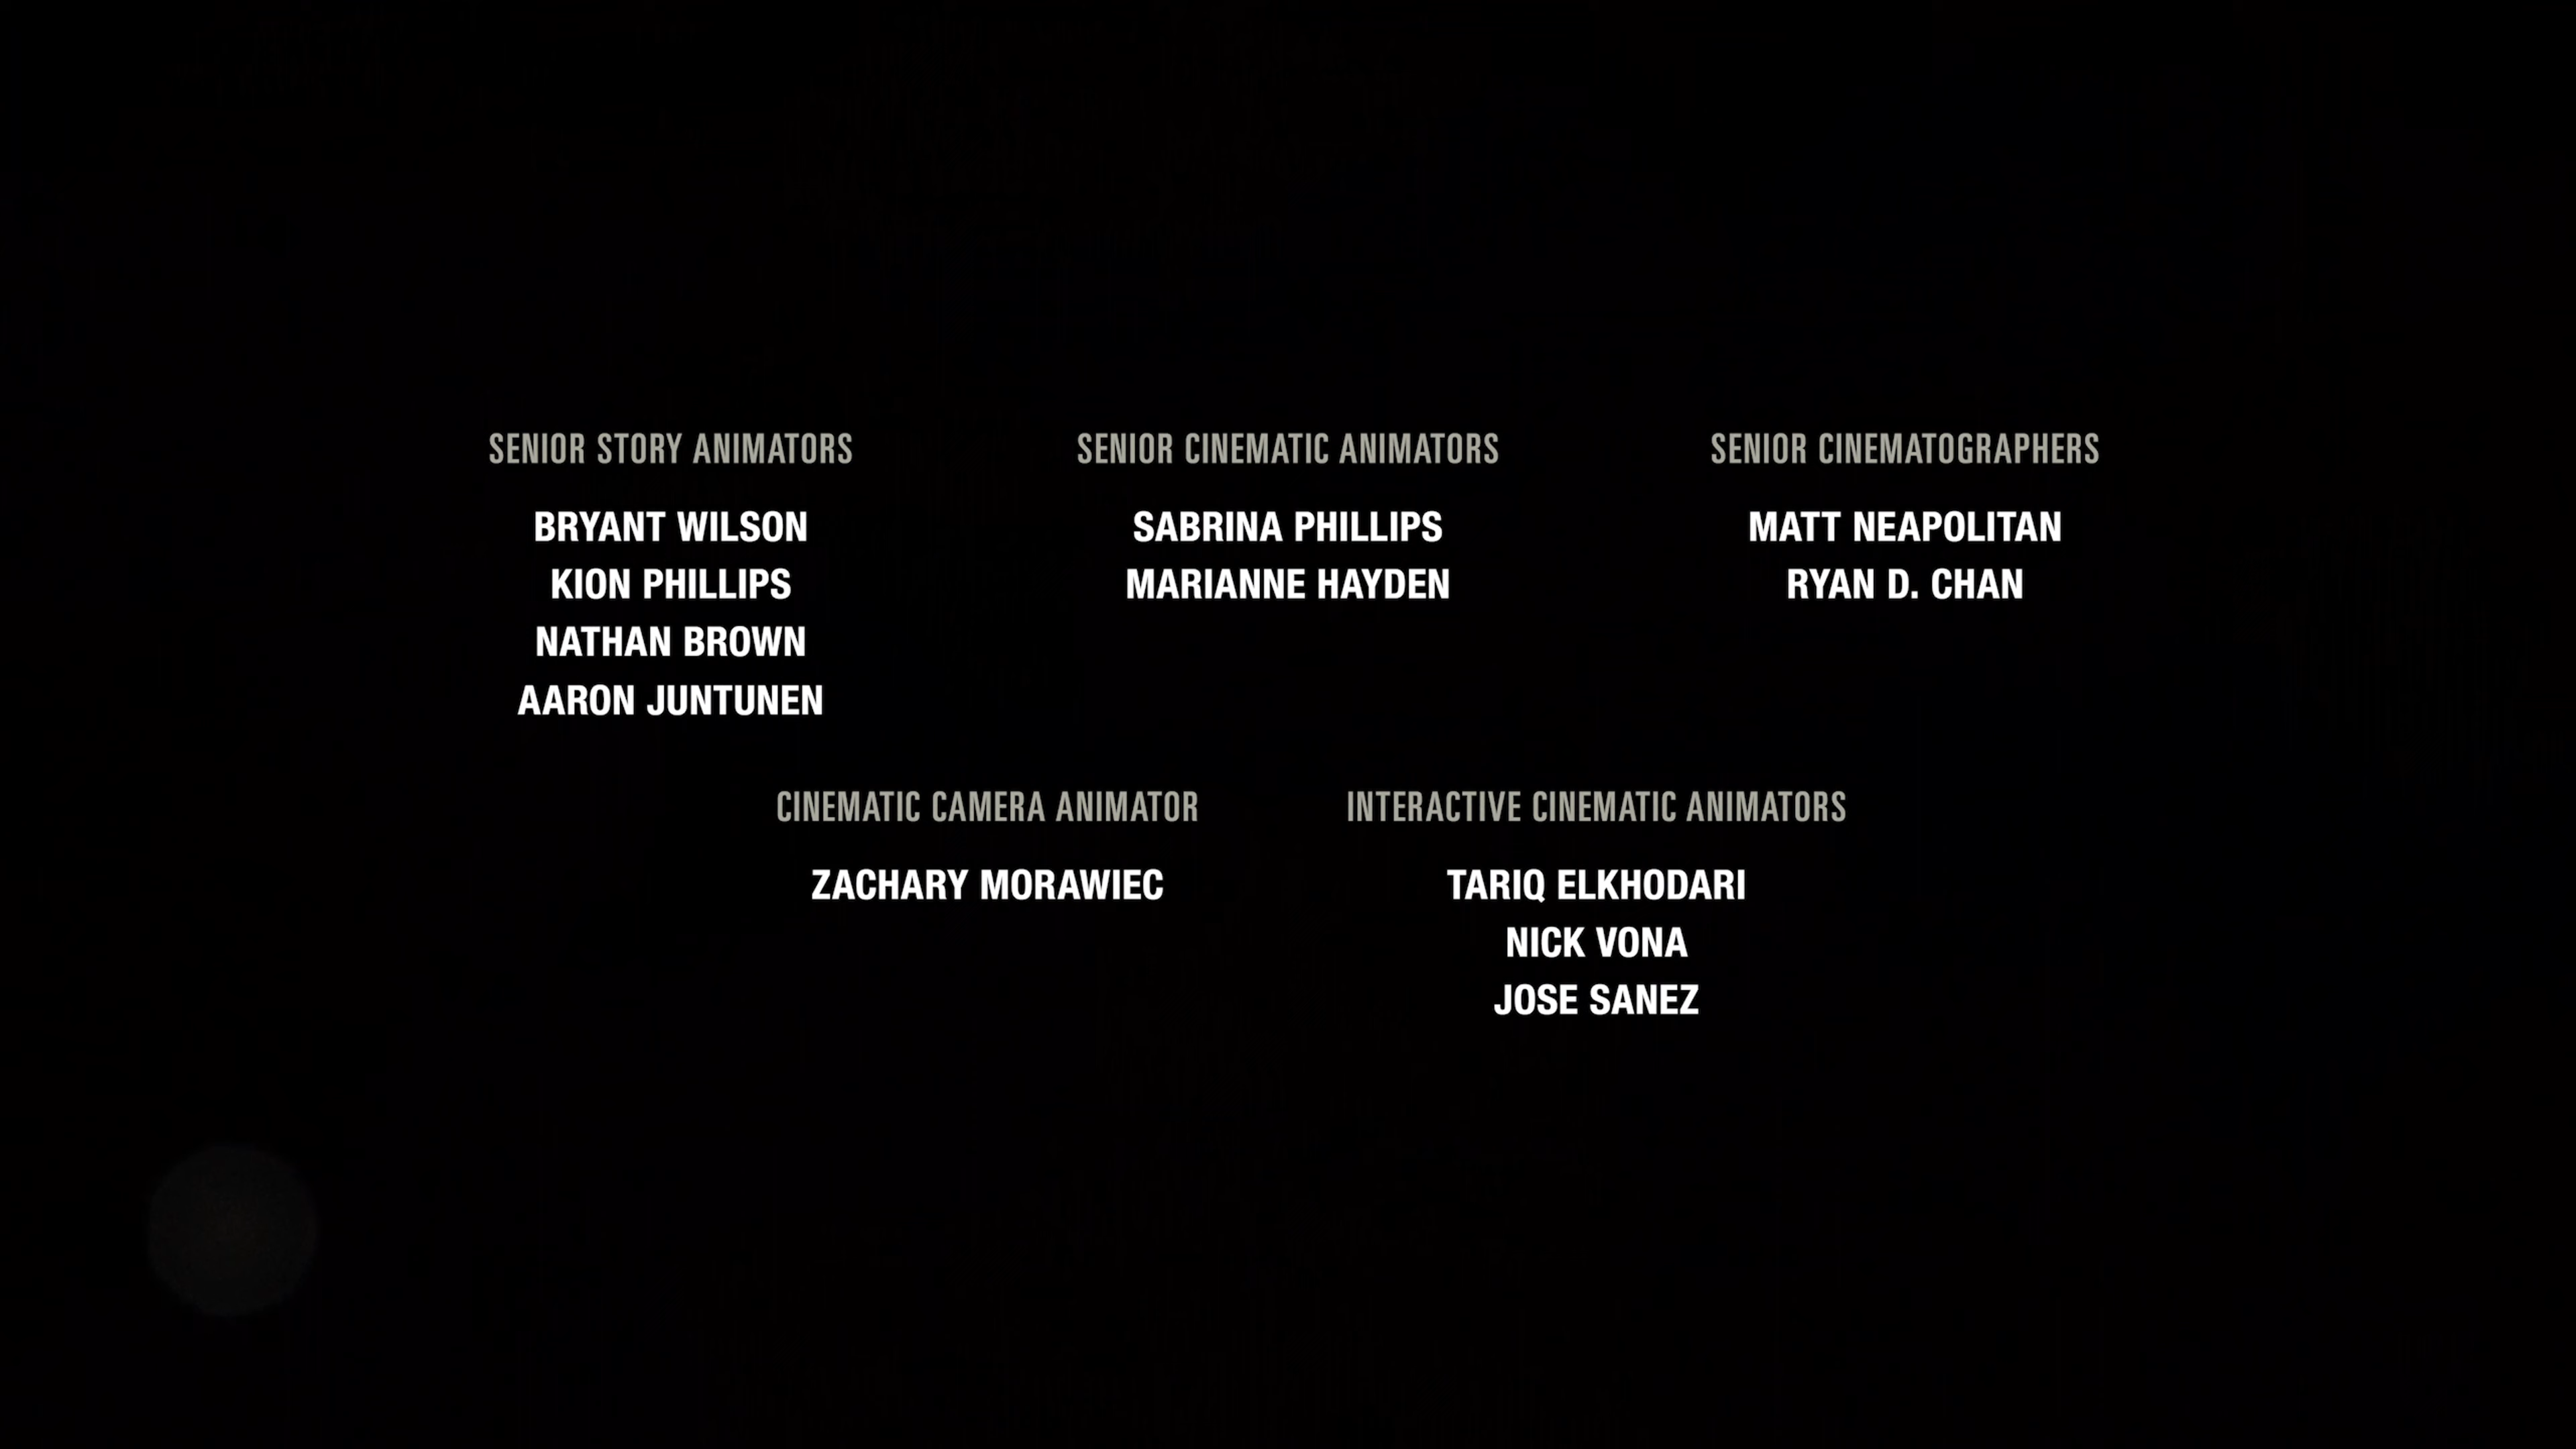 SENIOR STORY ANIMATORS
BRYANT WILSON
KION PHILLIPS
NATHAN BROWN
AARON JUNTUNEN
SENIOR CINEMATIC ANIMATORS
SABRINA PHILLIPS
MARIANNE HAYDEN
SENIOR CINEMATOGRAPHERS
MATT NEAPOLITAN
RYAN D. CHAN
CINEMATIC CAMERA ANIMATOR
ZACHARY MORAWIEC
INTERACTIVE CINEMATIC ANIMATORS
TARIQ ELKHODARI
NICK VONA
JOSE SANEZ